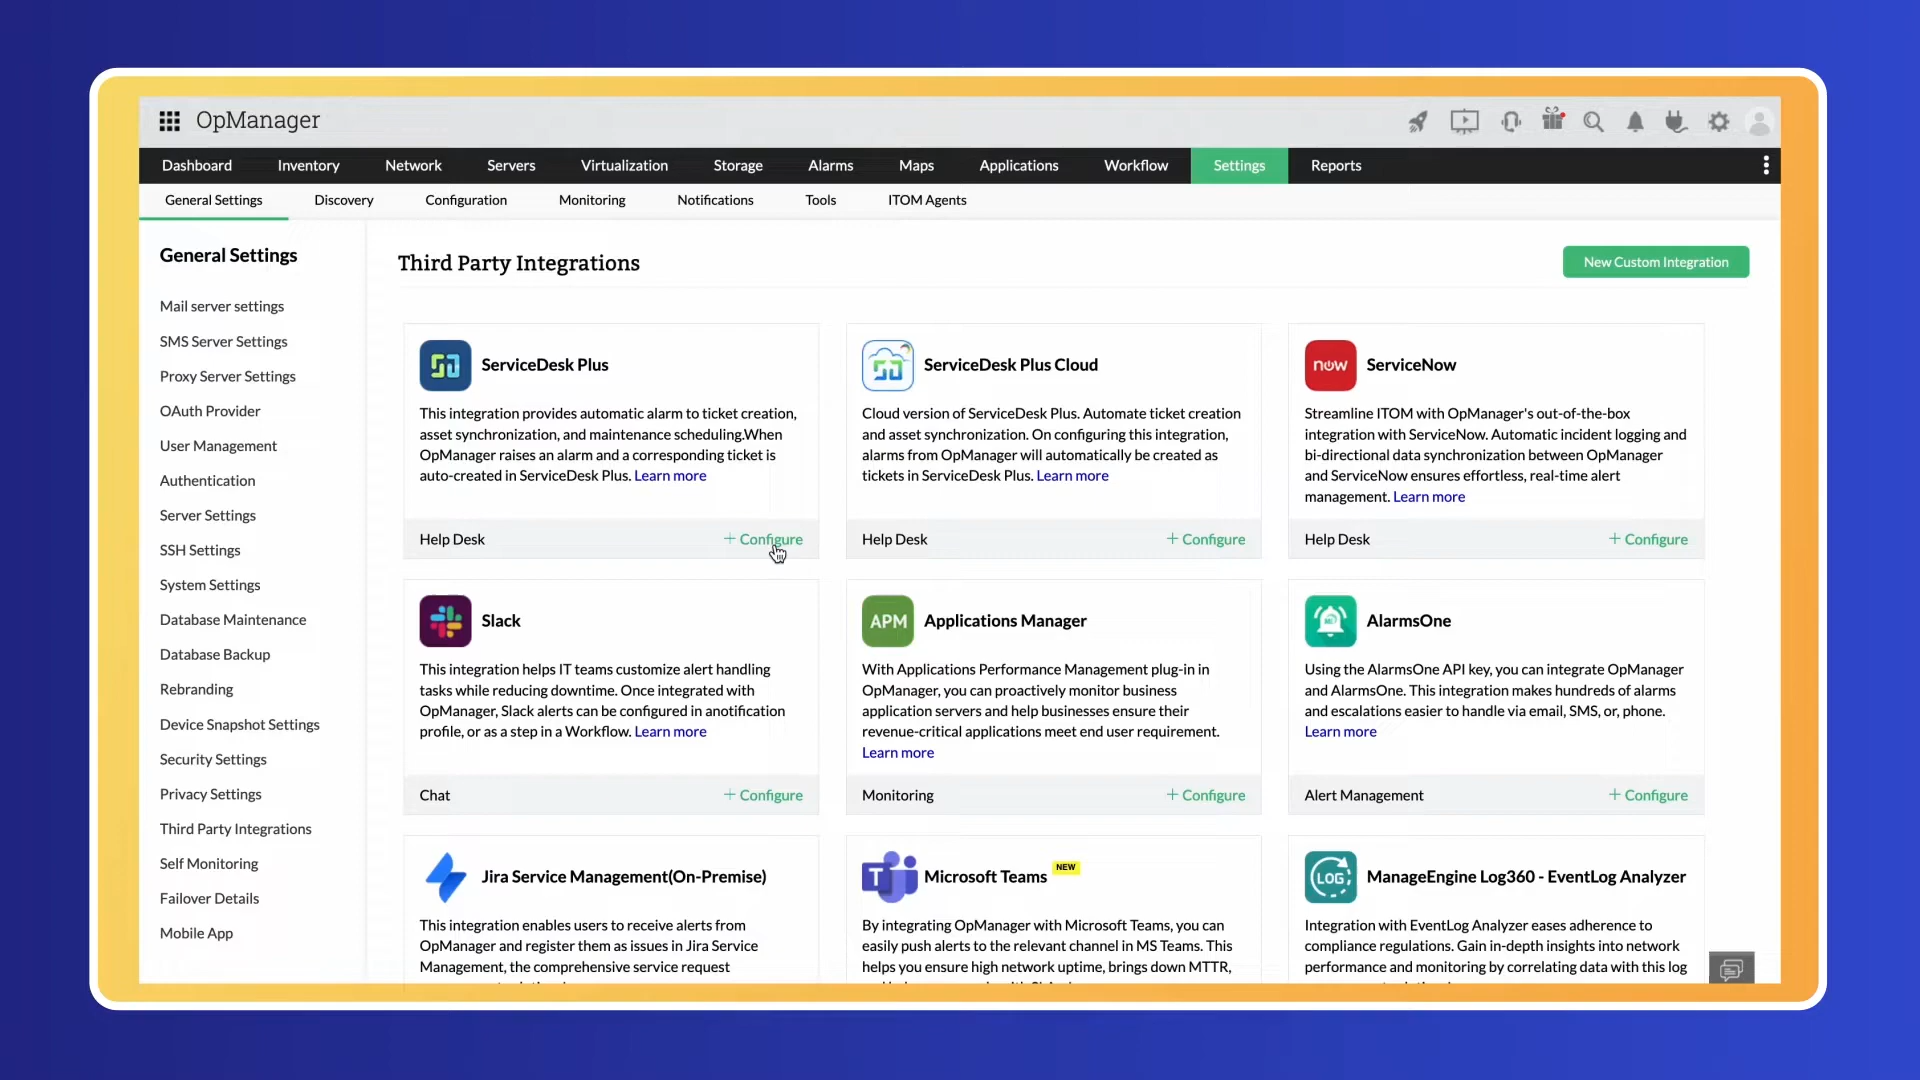 OpManager
Dashboard Inventory Network Servers Virtualization Storage Alarms Maps Applications Workflow Settings Reports
General Settings Discovery Configuration Monitoring Notifications Tools ITOM Agents
General Settings
Mail server settings
SMS Server Settings
Proxy Server Settings
OAuth Provider
User Management
Authentication
Server Settings
SSH Settings
System Settings
Database Maintenance
Database Backup
Rebranding
Device Snapshot Settings
Security Settings
Privacy Settings
Third Party Integrations
Self Monitoring
Failover Details
Mobile App
Third Party Integrations
New Custom Integration
ServiceDesk Plus
This integration provides automatic alarm to ticket creation,
asset synchronization, and maintenance scheduling.When
OpManager raises an alarm and a corresponding ticket is
auto-created in ServiceDesk Plus. Learn more
Help Desk + Configure
ServiceDesk Plus Cloud
Cloud version of ServiceDesk Plus. Automate ticket creation
and asset synchronization. On configuring this integration,
alarms from OpManager will automatically be created as
tickets in ServiceDesk Plus. Learn more
Help Desk + Configure
now
ServiceNow
Streamline ITOM with OpManager's out-of-the-box
integration with ServiceNow. Automatic incident logging and
bi-directional data synchronization between OpManager
and ServiceNow ensures effortless, real-time alert
management. Learn more
Help Desk + Configure
Slack
This integration helps IT teams customize alert handling
tasks while reducing downtime. Once integrated with
OpManager, Slack alerts can be configured in anotification
profile, or as a step in a Workflow. Learn more
Chat + Configure
APM
Applications Manager
With Applications Performance Management plug-in in
OpManager, you can proactively monitor business
application servers and help businesses ensure their
revenue-critical applications meet end user requirement.
Learn more
Monitoring + Configure
AlarmsOne
Using the AlarmsOne API key, you can integrate OpManager
and AlarmsOne. This integration makes hundreds of alarms
and escalations easier to handle via email, SMS, or, phone.
Learn more
Alert Management + Configure
Jira Service Management(On-Premise)
This integration enables users to receive alerts from
OpManager and register them as issues in Jira Service
Management, the comprehensive service request
T
Microsoft Teams NEW
By integrating OpManager with Microsoft Teams, you can
easily push alerts to the relevant channel in MS Teams. This
helps you ensure high network uptime, brings down MTTR,
LOG
ManageEngine Log360 - EventLog Analyzer
Integration with EventLog Analyzer eases adherence to
compliance regulations. Gain in-depth insights into network
performance and monitoring by correlating data with this log